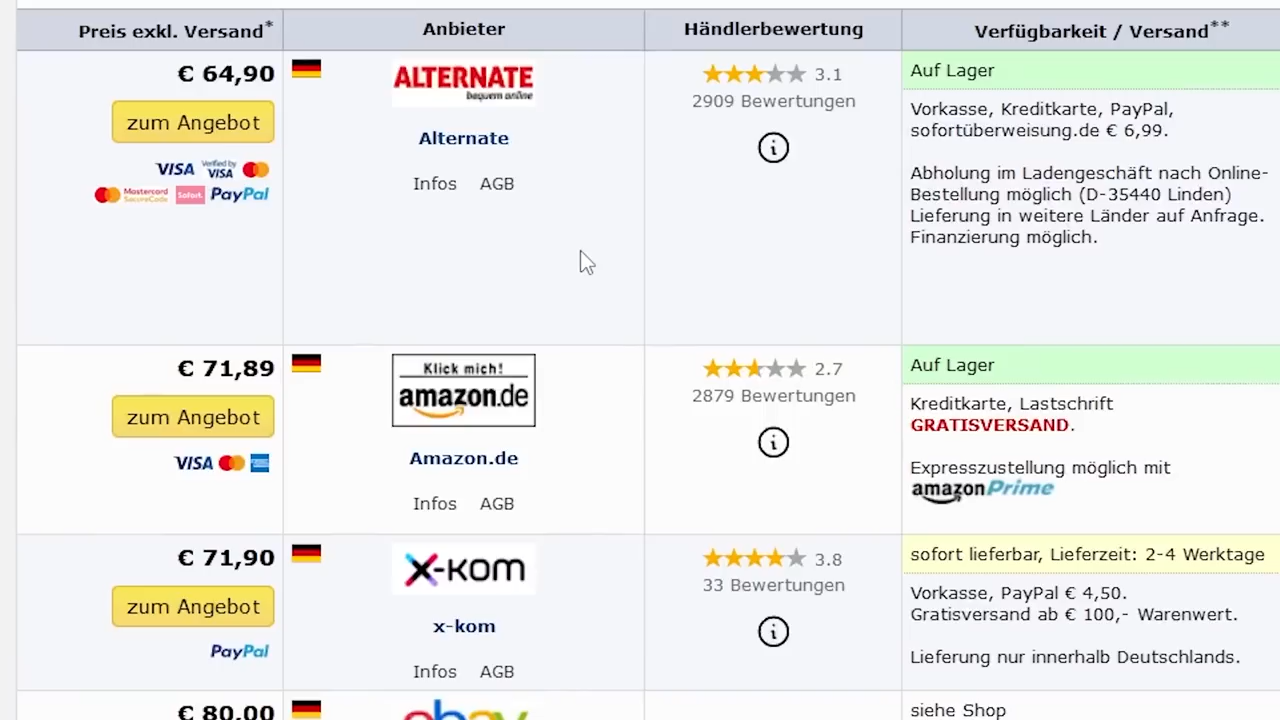 Preis exkl. Versand*
Anbieter
Händlerbewertung
Verfügbarkeit / Versand**
€ 64,90
zum Angebot
VISA Verified by VISA
Mastercard SecureCode Sofort. PayPal
ALTERNATE
bequem online
Alternate
Infos AGB
3.1
2909 Bewertungen
i
Auf Lager
Vorkasse, Kreditkarte, PayPal,
sofortüberweisung.de € 6,99.
Abholung im Ladengeschäft nach Online-
Bestellung möglich (D-35440 Linden)
Lieferung in weitere Länder auf Anfrage.
Finanzierung möglich.
€ 71,89
zum Angebot
VISA
Klick mich!
amazon.de
Amazon.de
Infos AGB
2.7
2879 Bewertungen
i
Auf Lager
Kreditkarte, Lastschrift
GRATISVERSAND.
Expresszustellung möglich mit
amazonPrime
€ 71,90
zum Angebot
PayPal
x-kom
x-kom
Infos AGB
3.8
33 Bewertungen
i
sofort lieferbar, Lieferzeit: 2-4 Werktage
Vorkasse, PayPal € 4,50.
Gratisversand ab € 100,- Warenwert.
Lieferung nur innerhalb Deutschlands.
€ 80,00
ebay
siehe Shop